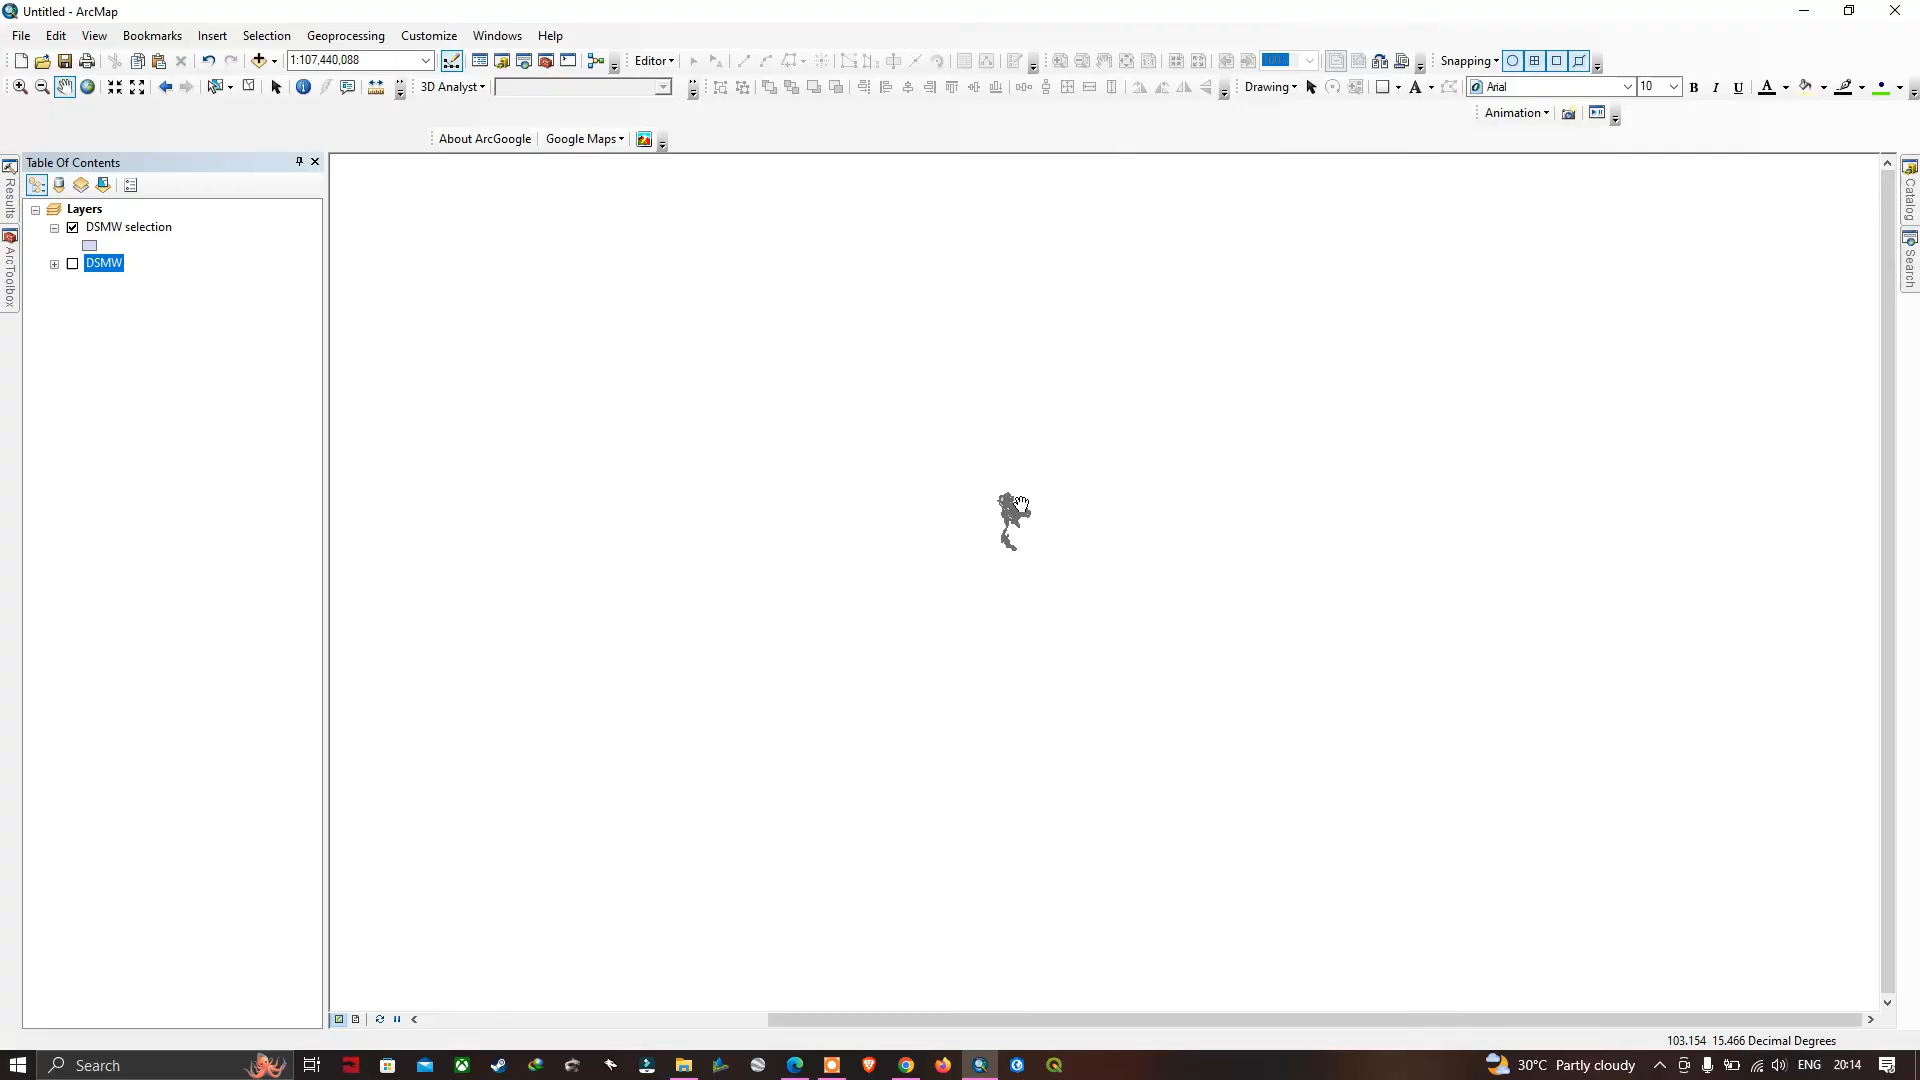 Untitled - ArcMap
File Edit View Bookmarks Insert Selection Geoprocessing Customize Windows Help
1:107,440,088 Editor 100% Snapping
3D Analyst Drawing Arial 10 B I U A
Animation
About ArcGoogle Google Maps
Table Of Contents
Results
ArcToolbox
Layers
DSMW selection
DSMW
Catalog
Search
103.154 15.466 Decimal Degrees
Search 30°C Partly cloudy ENG 20:14